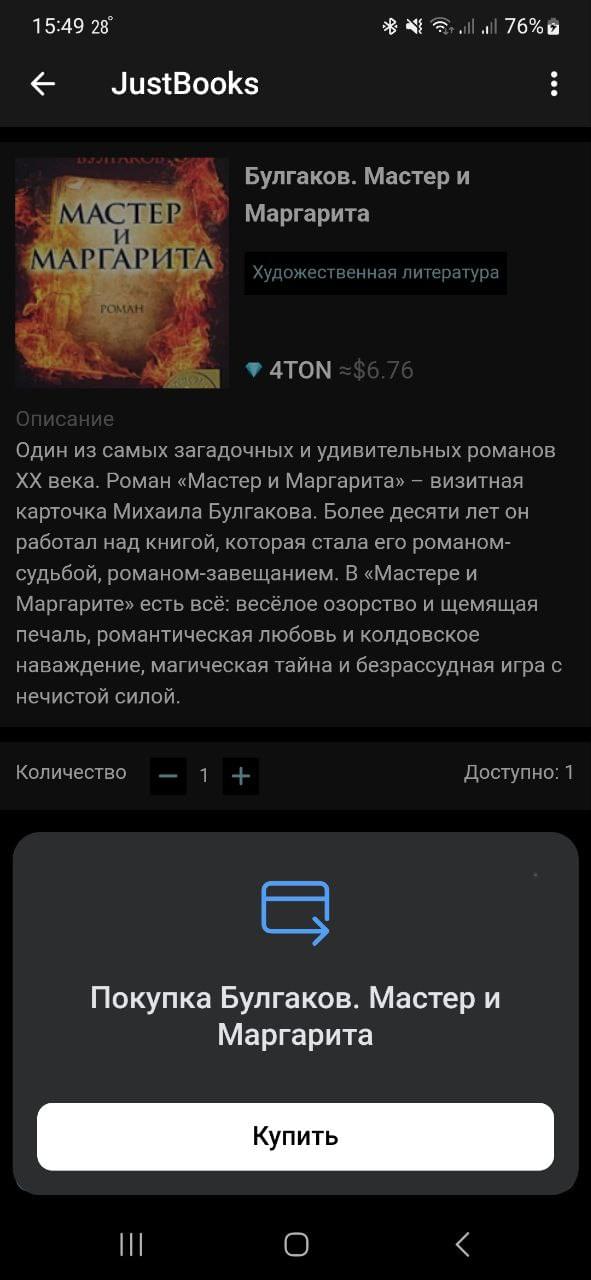 15:49 28°
76%
JustBooks
БУЛГАКОВ
МАСТЕР
И
МАРГАРИТА
РОМАН
Булгаков. Мастер и
Маргарита
Художественная литература
4TON ≈$6.76
Описание
Один из самых загадочных и удивительных романов
XX века. Роман «Мастер и Маргарита» – визитная
карточка Михаила Булгакова. Более десяти лет он
работал над книгой, которая стала его романом-
судьбой, романом-завещанием. В «Мастере и
Маргарите» есть всё: весёлое озорство и щемящая
печаль, романтическая любовь и колдовское
наваждение, магическая тайна и безрассудная игра с
нечистой силой.
Количество − 1 + Доступно: 1
Покупка Булгаков. Мастер и
Маргарита
Купить